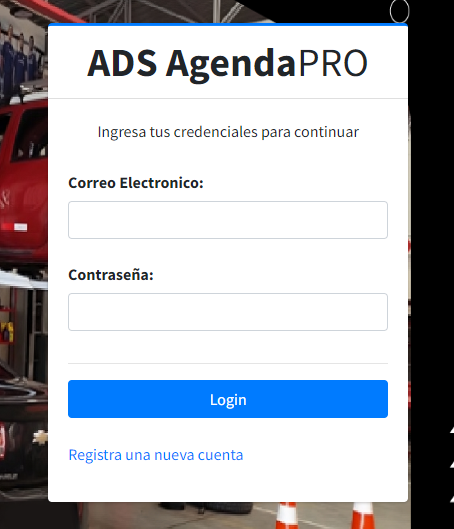 ADS AgendaPRO
Ingresa tus credenciales para continuar
Correo Electronico:
Contraseña:
Login
Registra una nueva cuenta